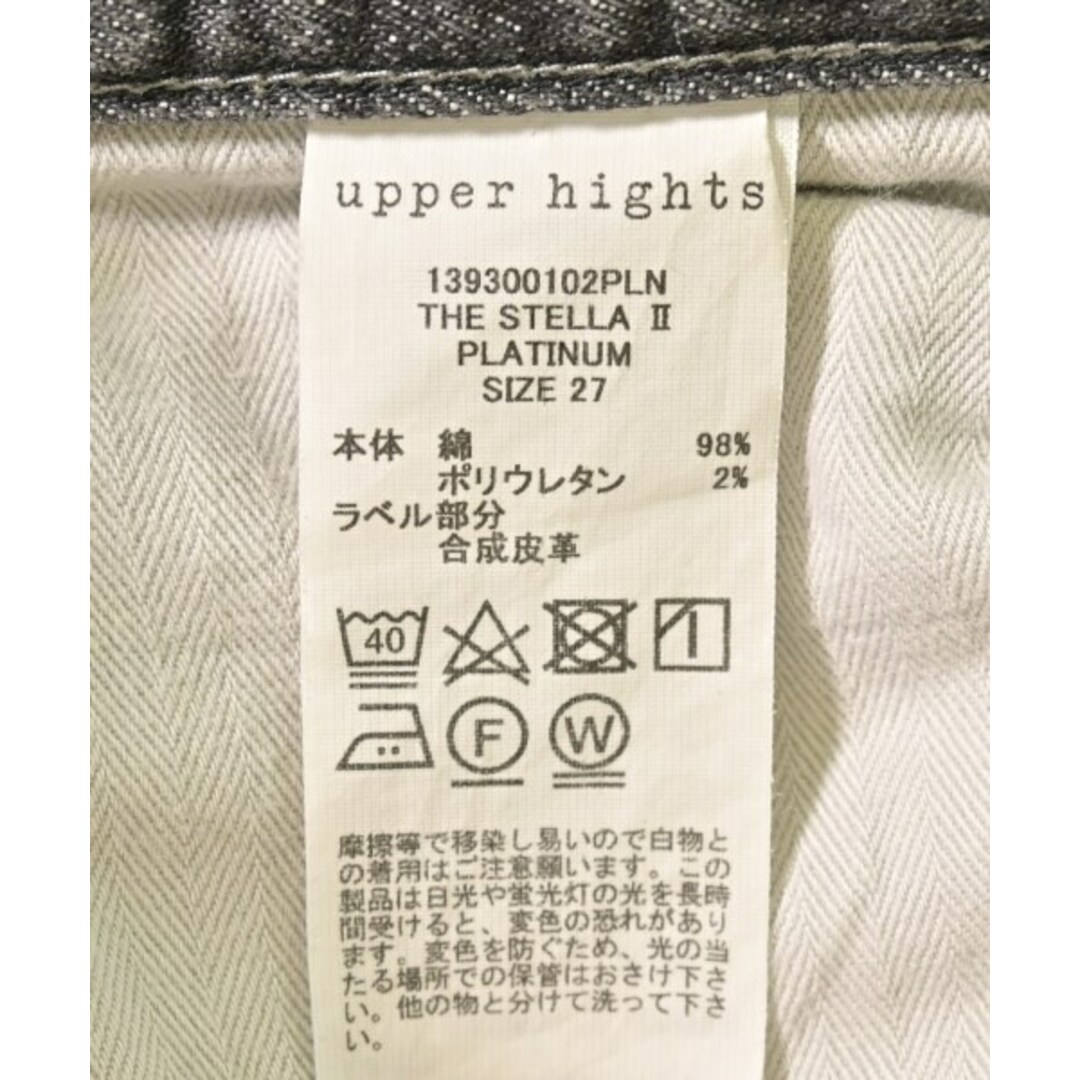 upper hights
139300102PLN
THE STELLA Ⅱ
PLATINUM
SIZE 27
本体 綿 98%
ポリウレタン 2%
ラベル部分
合成皮革
40
F W
摩擦等で移染し易いので白物と
の着用はご注意願います。この
製品は日光や蛍光灯の光を長時
間受けると、変色の恐れがあり
ます。変色を防ぐため、光の当
たる場所での保管はおさけ下さ
い。他の物と分けて洗って下さ
い。